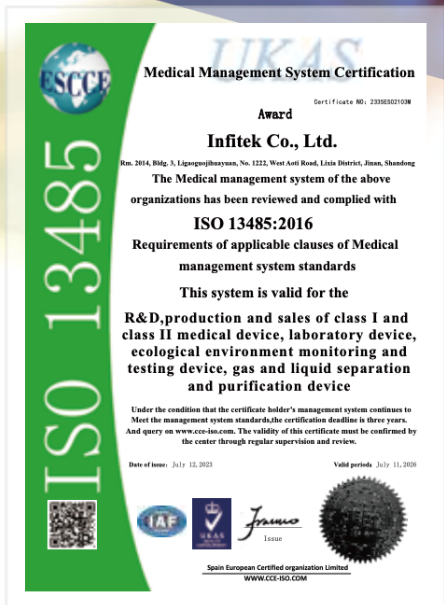 UKAS
ESCCE
ISO 13485
Medical Management System Certification
Certificate NO: 233SES02103M
Award
Infitek Co., Ltd.
Rm. 2014, Bldg. 3, Ligaoguojihuayuan, No. 1222, West Aoti Road, Lixia District, Jinan, Shandong
The Medical management system of the above
organizations has been reviewed and complied with
ISO 13485:2016
Requirements of applicable clauses of Medical
management system standards
This system is valid for the
R&D,production and sales of class I and
class II medical device, laboratory device,
ecological environment monitoring and
testing device, gas and liquid separation
and purification device
Under the condition that the certificate holder's management system continues to
Meet the management system standards,the certification deadline is three years.
And query on www.cce-iso.com. The validity of this certificate must be confirmed by
the center through regular supervision and review.
Date of issue: July 12, 2023
Valid period: July 11, 2026
IAF
UKAS
Issue
Spain European Certified organization Limited
WWW.CCE-ISO.COM